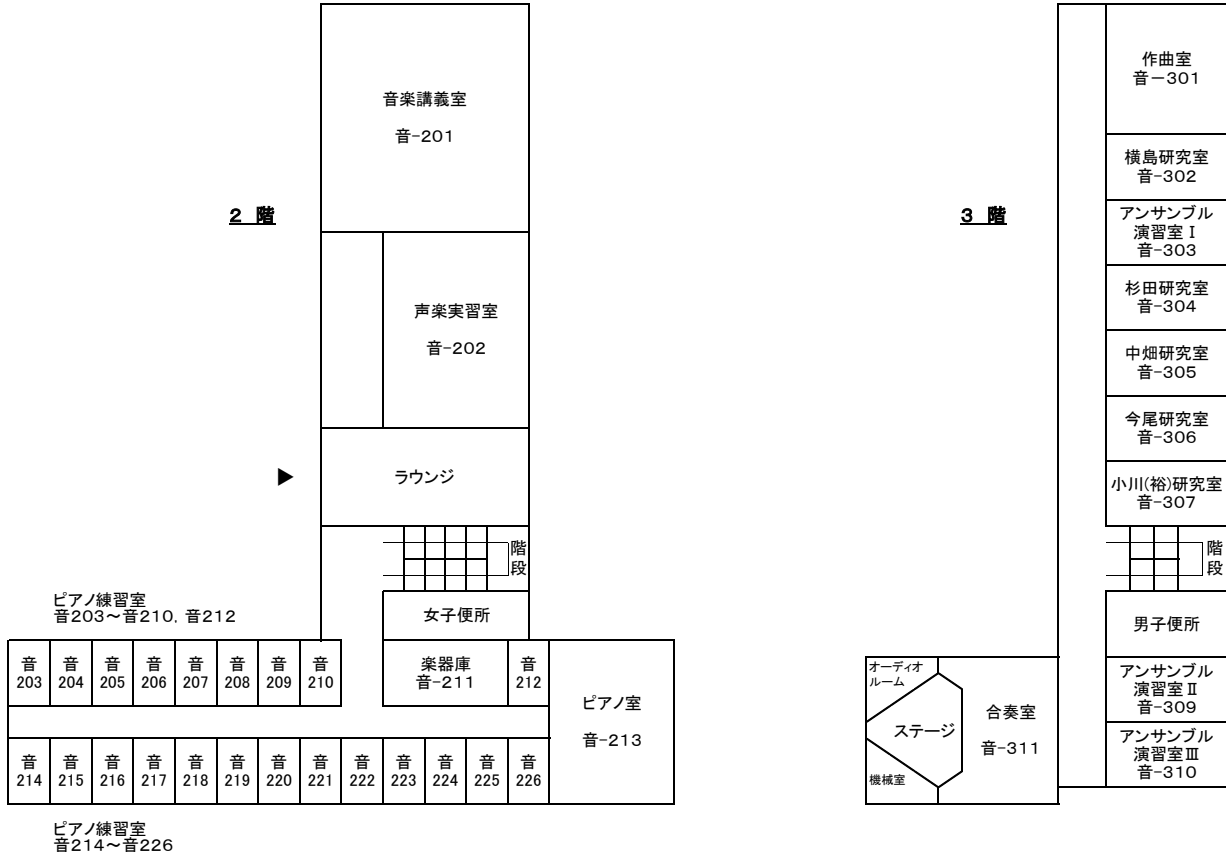 音楽講義室
音-201
2 階
声楽実習室
音-202
ラウンジ
階
段
女子便所
ピアノ練習室
音203～音210, 音212
音
203
音
204
音
205
音
206
音
207
音
208
音
209
音
210
楽器庫
音-211
音
212
ピアノ室
音-213
音
214
音
215
音
216
音
217
音
218
音
219
音
220
音
221
音
222
音
223
音
224
音
225
音
226
ピアノ練習室
音214～音226
3 階
作曲室
音－301
横島研究室
音-302
アンサンブル
演習室Ⅰ
音-303
杉田研究室
音-304
中畑研究室
音-305
今尾研究室
音-306
小川(裕)研究室
音-307
階
段
男子便所
アンサンブル
演習室Ⅱ
音-309
アンサンブル
演習室Ⅲ
音-310
オーディオ
ルーム
ステージ
機械室
合奏室
音-311